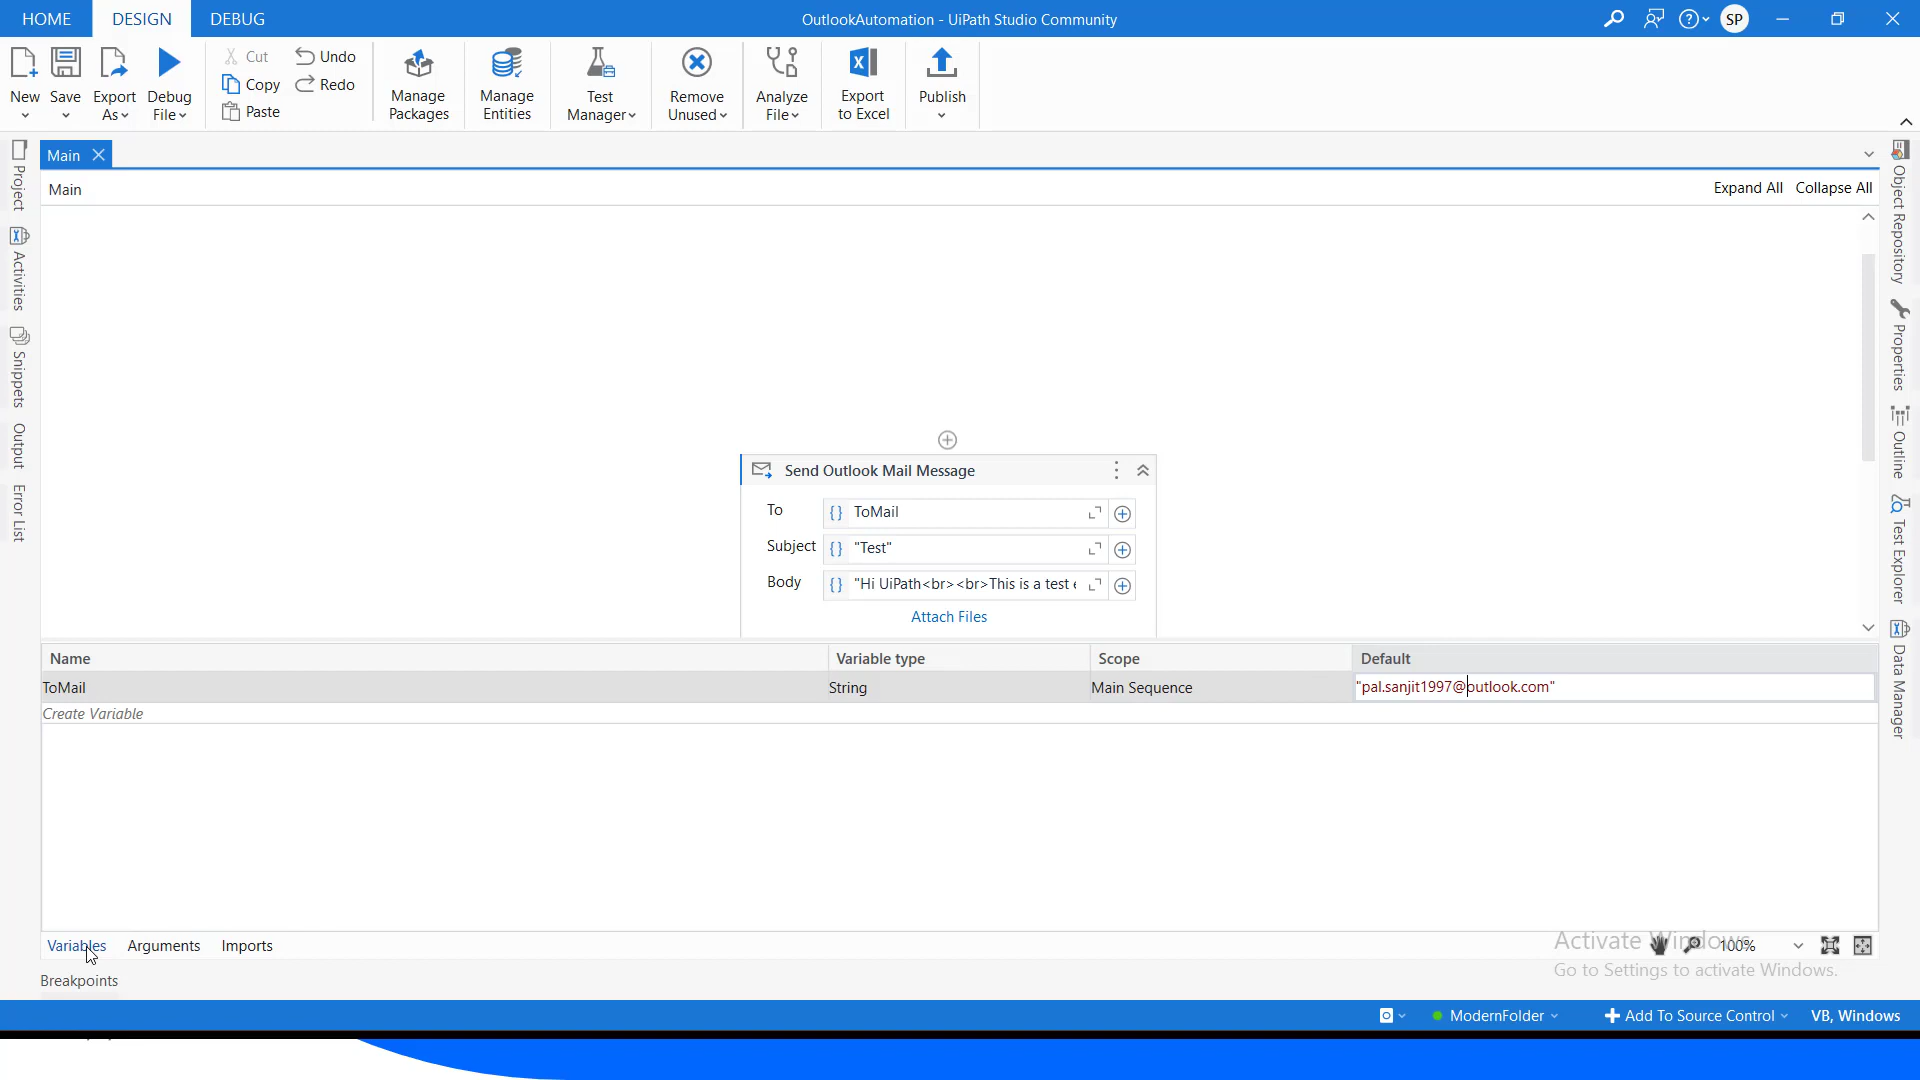 HOME DESIGN DEBUG OutlookAutomation - UiPath Studio Community SP
New Save Export As Debug File
Cut Undo
Copy Redo
Paste
Manage Packages
Manage Entities
Test Manager
Remove Unused
Analyze File
Export to Excel
Publish
Main
Main Expand All Collapse All
Project
Activities
Snippets
Output
Error List
Object Repository
Properties
Outline
Test Explorer
Data Manager
Send Outlook Mail Message
To ToMail
Subject "Test"
Body "Hi UiPath<br><br>This is a test
Attach Files
Name Variable type Scope Default
ToMail String Main Sequence "pal.sanjit1997@outlook.com"
Create Variable
Variables Arguments Imports 100%
Activate Windows
Go to Settings to activate Windows.
Breakpoints
ModernFolder Add To Source Control VB, Windows